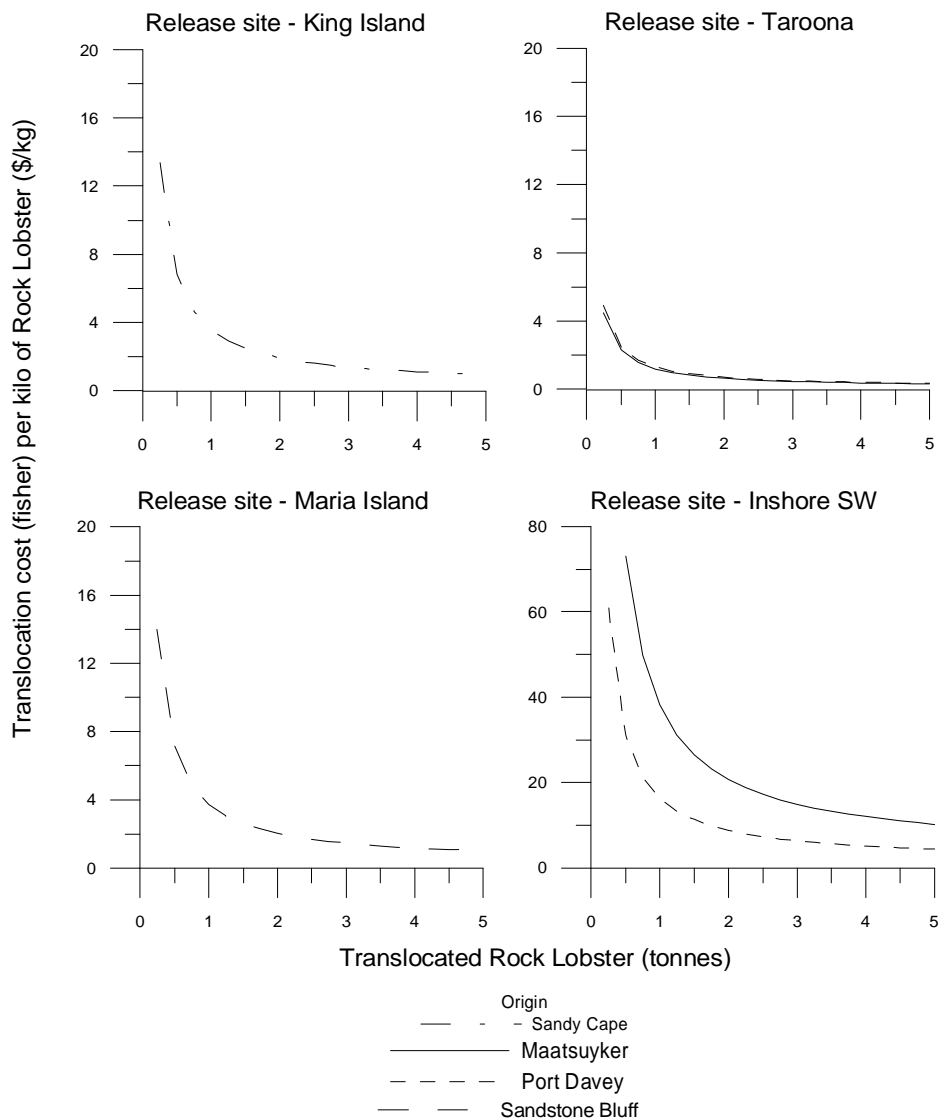 Release site - King Island
20
16
12
8
4
0
0 1 2 3 4 5
Release site - Taroona
20
16
12
8
4
0
0 1 2 3 4 5
Translocation cost (fisher) per kilo of Rock Lobster ($/kg)
Release site - Maria Island
20
16
12
8
4
0
0 1 2 3 4 5
Release site - Inshore SW
80
60
40
20
0
0 1 2 3 4 5
Translocated Rock Lobster (tonnes)
Origin
Sandy Cape
Maatsuyker
Port Davey
Sandstone Bluff